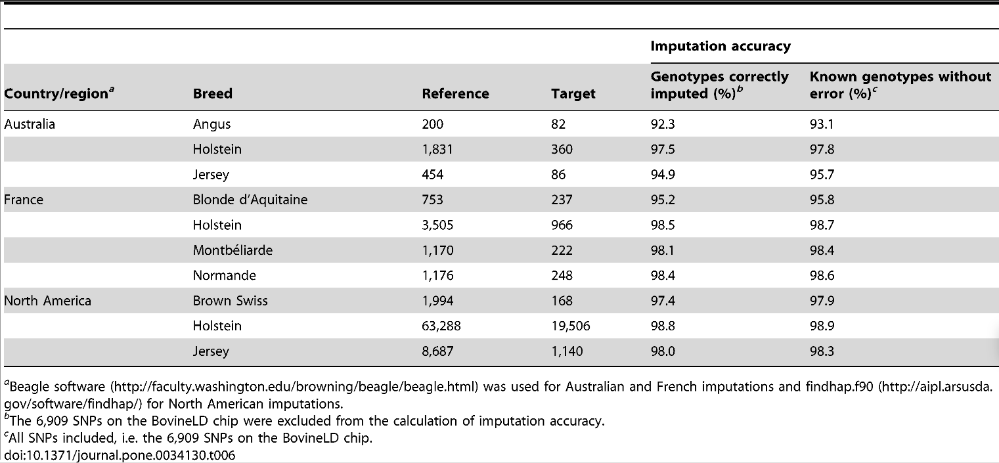 Imputation accuracy
Country/regionᵃ Breed Reference Target Genotypes correctly imputed (%)ᵇ Known genotypes without error (%)ᶜ
Australia Angus 200 82 92.3 93.1
Holstein 1,831 360 97.5 97.8
Jersey 454 86 94.9 95.7
France Blonde d’Aquitaine 753 237 95.2 95.8
Holstein 3,505 966 98.5 98.7
Montbéliarde 1,170 222 98.1 98.4
Normande 1,176 248 98.4 98.6
North America Brown Swiss 1,994 168 97.4 97.9
Holstein 63,288 19,506 98.8 98.9
Jersey 8,687 1,140 98.0 98.3
ᵃBeagle software (http://faculty.washington.edu/browning/beagle/beagle.html) was used for Australian and French imputations and findhap.f90 (http://aipl.arsusda.
gov/software/findhap/) for North American imputations.
ᵇThe 6,909 SNPs on the BovineLD chip were excluded from the calculation of imputation accuracy.
ᶜAll SNPs included, i.e. the 6,909 SNPs on the BovineLD chip.
doi:10.1371/journal.pone.0034130.t006